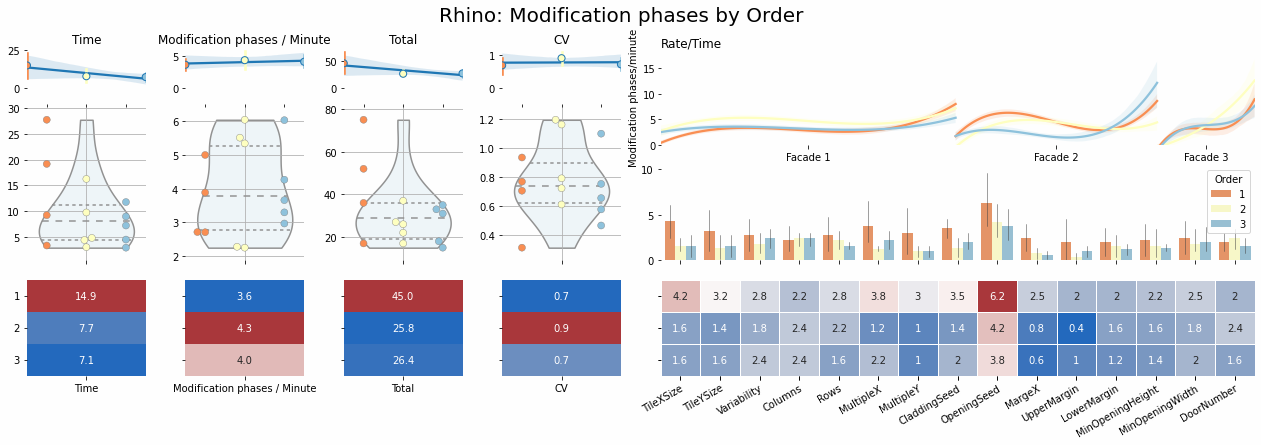 Rhino: Modification phases by Order
Time
Modification phases / Minute
Total
CV
Rate/Time
25
0
5
0
50
0
1
0
Modification phases/minute
15
10
5
0
Facade 1
Facade 2
Facade 3
30
25
20
15
10
5
6
5
4
3
2
80
60
40
20
1.2
1.0
0.8
0.6
0.4
10
5
0
Order
1
2
3
1
2
3
14.9
7.7
7.1
Time
3.6
4.3
4.0
Modification phases / Minute
45.0
25.8
26.4
Total
0.7
0.9
0.7
CV
4.2 3.2 2.8 2.2 2.8 3.8 3 3.5 6.2 2.5 2 2 2.2 2.5 2
1.6 1.4 1.8 2.4 2.2 1.2 1 1.4 4.2 0.8 0.4 1.6 1.6 1.8 2.4
1.6 1.6 2.4 2.4 1.6 2.2 1 2 3.8 0.6 1 1.2 1.4 2 1.6
TileXSize
TileYSize
Variability
Columns
Rows
MultipleX
MultipleY
CladdingSeed
OpeningSeed
MargeX
UpperMargin
LowerMargin
MinOpeningHeight
MinOpeningWidth
DoorNumber